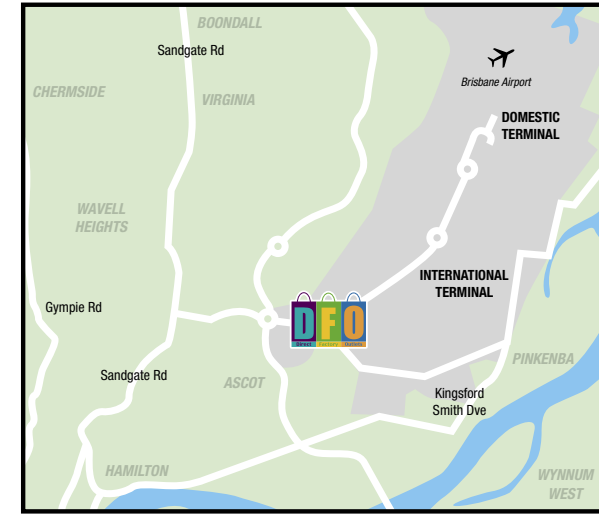 BOONDALL
Sandgate Rd
Brisbane Airport
CHERMSIDE
VIRGINIA
DOMESTIC
TERMINAL
WAVELL
HEIGHTS
INTERNATIONAL
TERMINAL
Gympie Rd
DFO
Direct Factory Outlets
PINKENBA
Sandgate Rd
ASCOT
Kingsford
Smith Dve
HAMILTON
WYNNUM
WEST